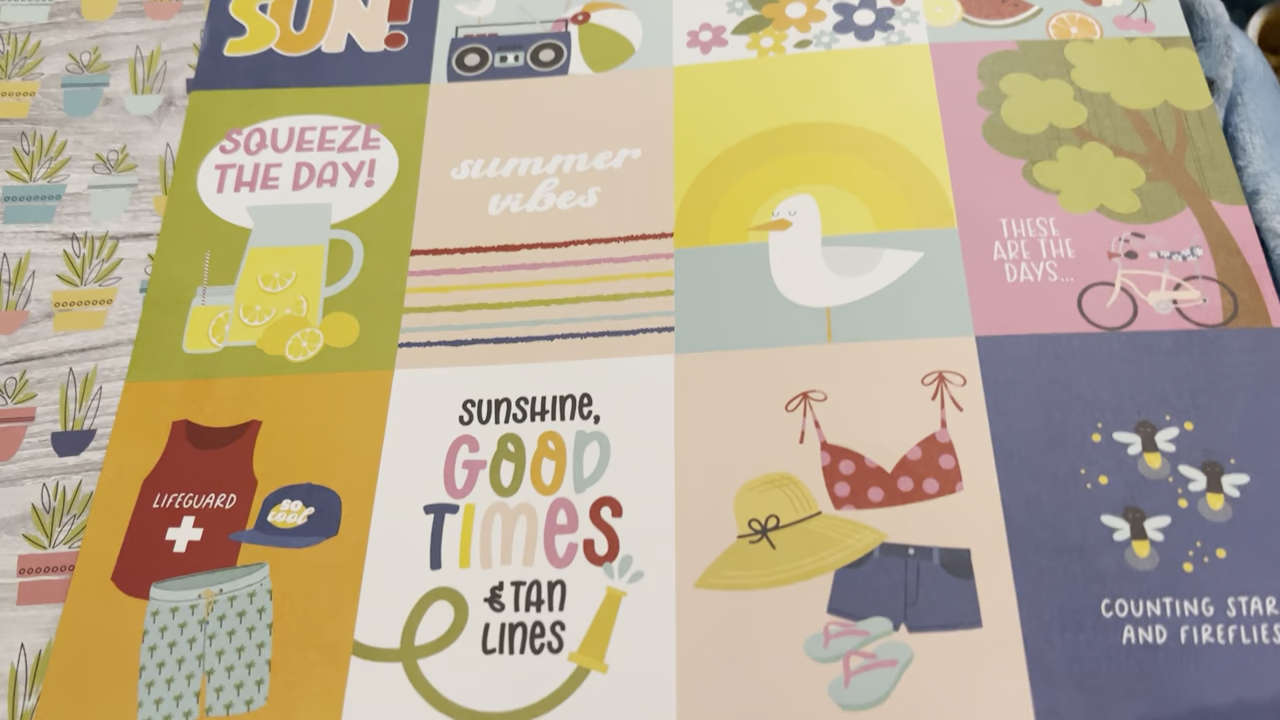 SUN!
SQUEEZE
THE DAY!
summer
vibes
THESE
ARE THE
DAYS...
LIFEGUARD
SO
COOL
SUNSHINE,
GOOD
TIMES
& TAN
LINES
COUNTING STAR
AND FIREFLIES